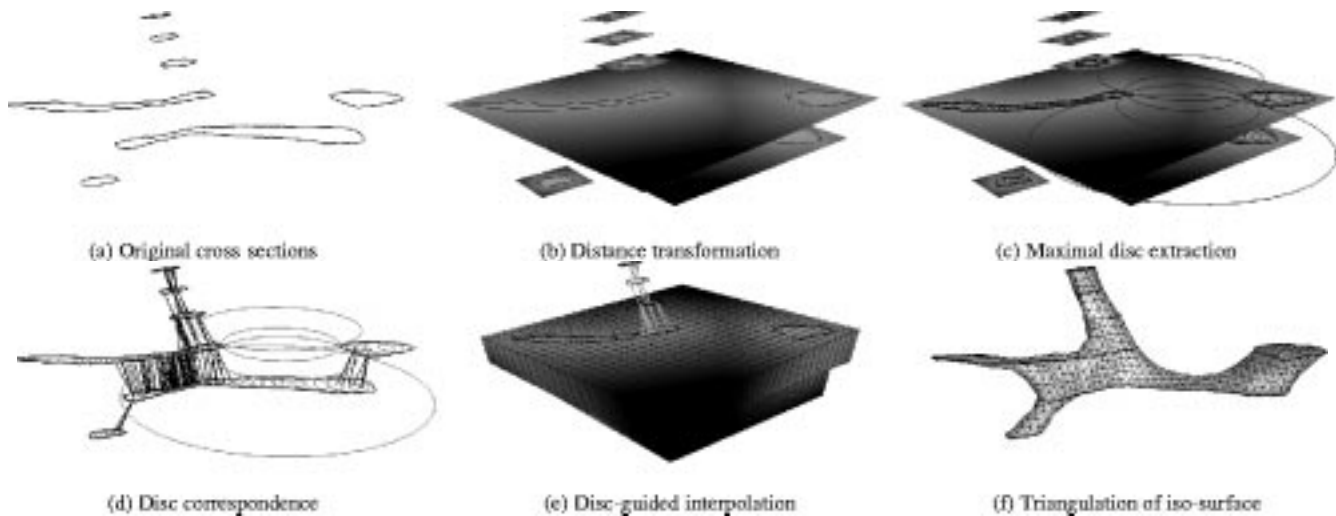 (a) Original cross sections
(b) Distance transformation
(c) Maximal disc extraction
(d) Disc correspondence
(e) Disc-guided interpolation
(f) Triangulation of iso-surface